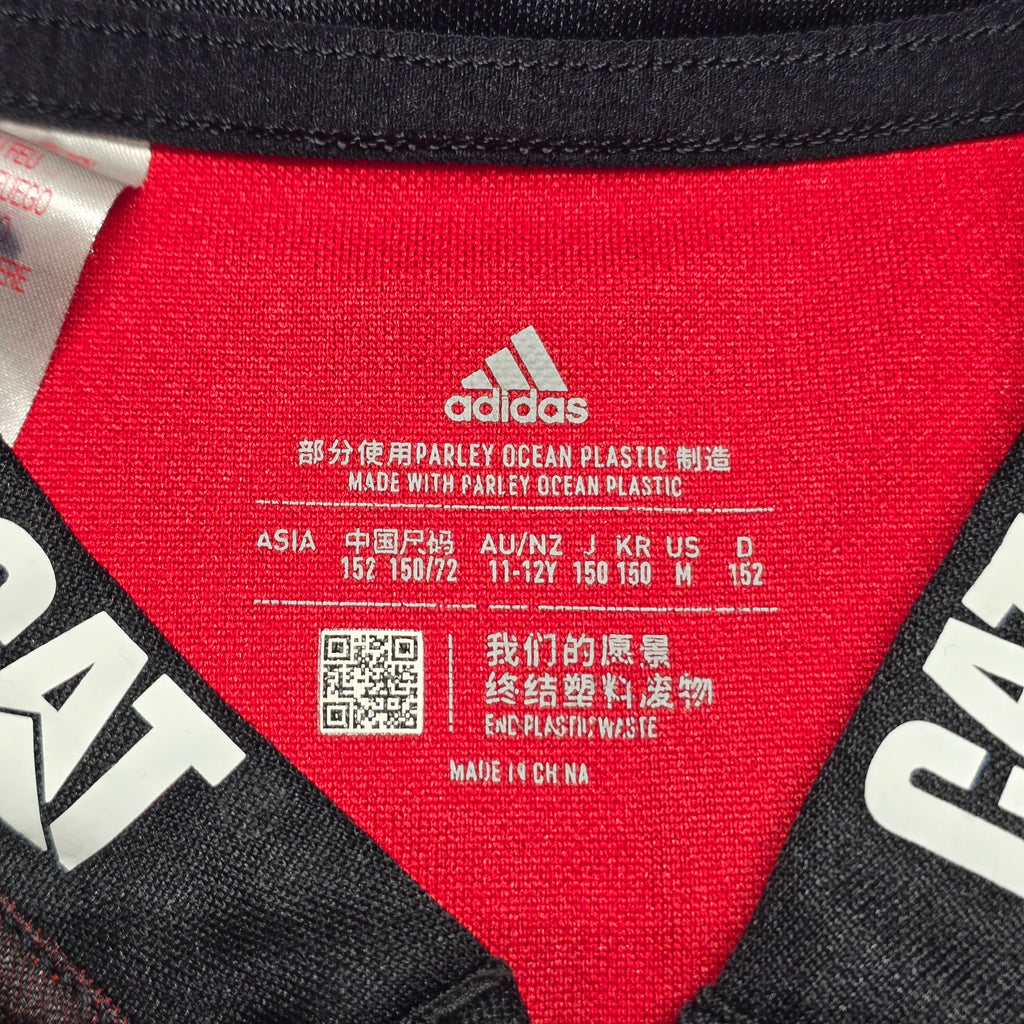 FEU
FUEGO
adidas
部分使用PARLEY OCEAN PLASTIC 制造
MADE WITH PARLEY OCEAN PLASTIC
ASIA 中国尺码 AU/NZ J KR US D
152 150/72 11-12Y 150 150 M 152
我们的愿景
终结塑料废物
END PLASTIC WASTE
MADE IN CHINA
CAT
CAT